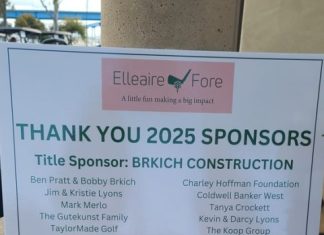 Elleaire Fore
A little fun making a big impact
THANK YOU 2025 SPONSORS
Title Sponsor: BRKICH CONSTRUCTION
Ben Pratt & Bobby Brkich
Jim & Kristie Lyons
Mark Merlo
The Gutekunst Family
TaylorMade Golf
Charley Hoffman Foundation
Coldwell Banker West
Tanya Crockett
Kevin & Darcy Lyons
The Koop Group